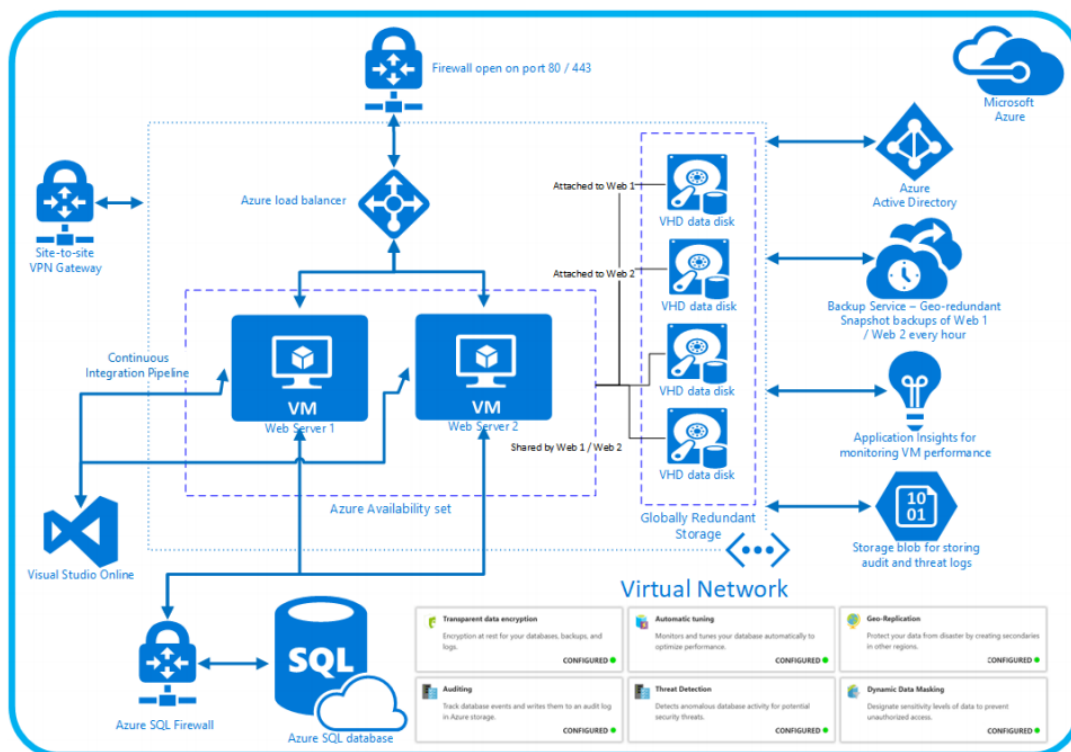 Firewall open on port 80 / 443
Microsoft
Azure
Azure load balancer
Attached to Web 1
VHD data disk
Azure
Active Directory
Site-to-site
VPN Gateway
Attached to Web 2
VHD data disk
Backup Service – Geo-redundant
Snapshot backups of Web 1
/ Web 2 every hour
Continuous
Integration Pipeline
VM
Web Server 1
VM
Web Server 2
VHD data disk
Shared by Web 1 / Web 2
VHD data disk
Application Insights for
monitoring VM performance
Azure Availability set
Globally Redundant
Storage
10
01
Storage blob for storing
audit and threat logs
Visual Studio Online
Virtual Network
SQL
Azure SQL Firewall
Azure SQL database
Transparent data encryption
Encryption at rest for your databases, backups, and
logs.
CONFIGURED
Automatic tuning
Monitors and tunes your database automatically to
optimize performance.
CONFIGURED
Geo-Replication
Protect your data from disaster by creating secondaries
in other regions.
CONFIGURED
Auditing
Track database events and writes them to an audit log
in Azure storage.
CONFIGURED
Threat Detection
Detects anomalous database activity for potential
security threats.
CONFIGURED
Dynamic Data Masking
Designate sensitivity levels of data to prevent
unauthorized access.
CONFIGURED